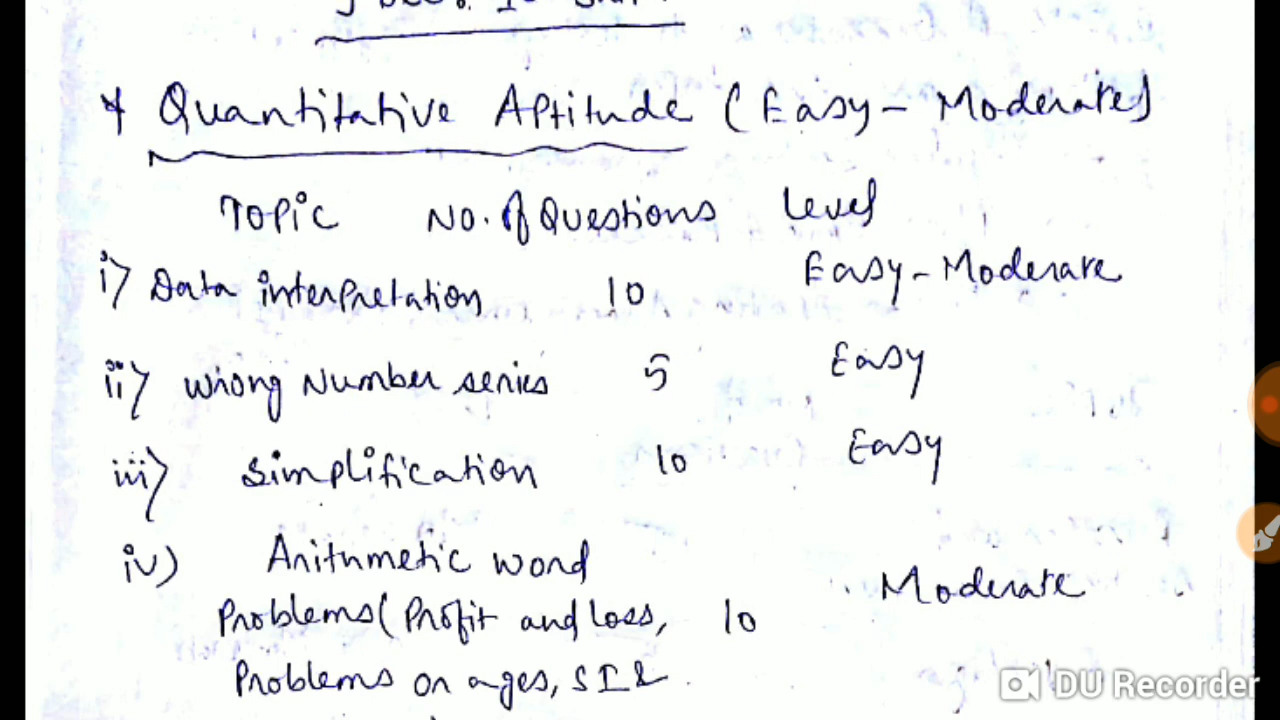 * Quantitative Aptitude (Easy - Moderate)
Topic No. of Questions Level
i) Data interpretation 10 Easy - Moderate
ii) Wrong Number series 5 Easy
iii) Simplification 10 Easy
iv) Arithmetic word
Problems (Profit and Loss, 10 Moderate
Problems on ages, SI &
DU Recorder